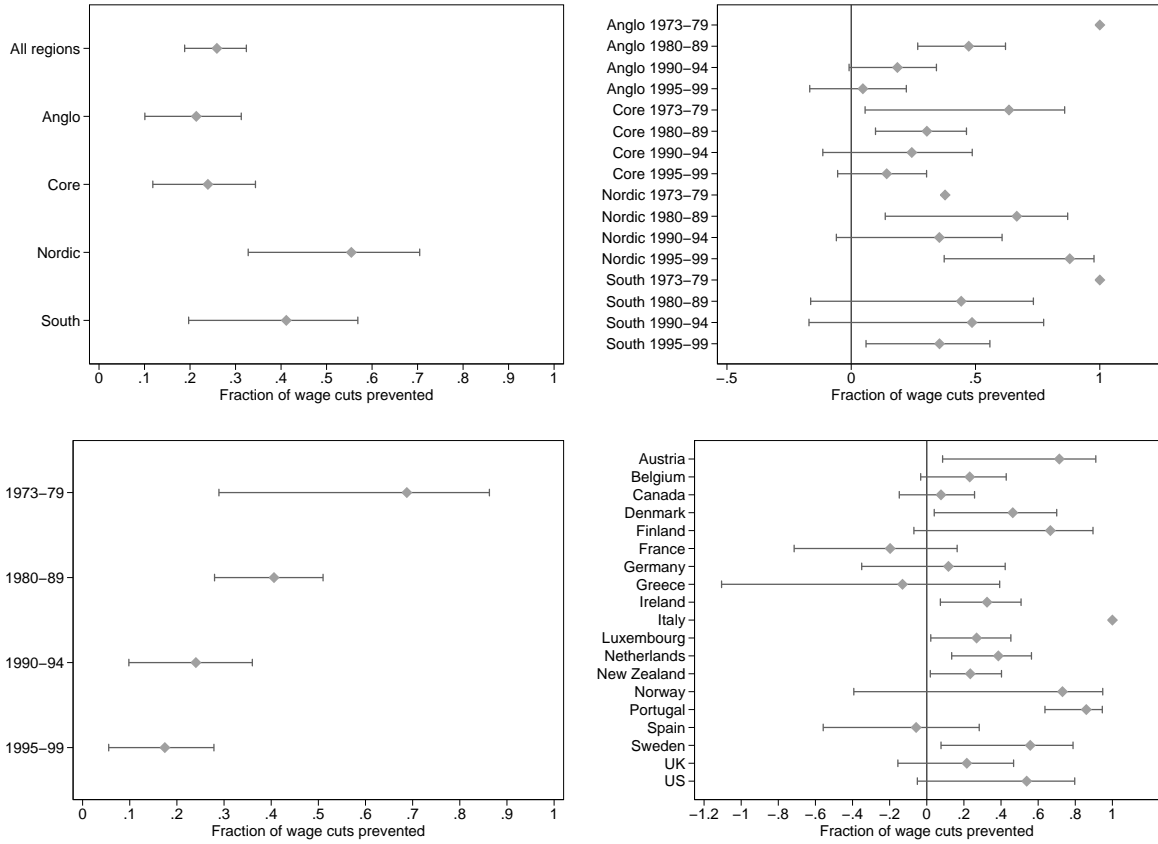 All regions
Anglo
Core
Nordic
South
0 .1 .2 .3 .4 .5 .6 .7 .8 .9 1
Fraction of wage cuts prevented
Anglo 1973−79
Anglo 1980−89
Anglo 1990−94
Anglo 1995−99
Core 1973−79
Core 1980−89
Core 1990−94
Core 1995−99
Nordic 1973−79
Nordic 1980−89
Nordic 1990−94
Nordic 1995−99
South 1973−79
South 1980−89
South 1990−94
South 1995−99
−.5 0 .5 1
Fraction of wage cuts prevented
1973−79
1980−89
1990−94
1995−99
0 .1 .2 .3 .4 .5 .6 .7 .8 .9 1
Fraction of wage cuts prevented
Austria
Belgium
Canada
Denmark
Finland
France
Germany
Greece
Ireland
Italy
Luxembourg
Netherlands
New Zealand
Norway
Portugal
Spain
Sweden
UK
US
−1.2 −1 −.8 −.6 −.4 −.2 0 .2 .4 .6 .8 1
Fraction of wage cuts prevented